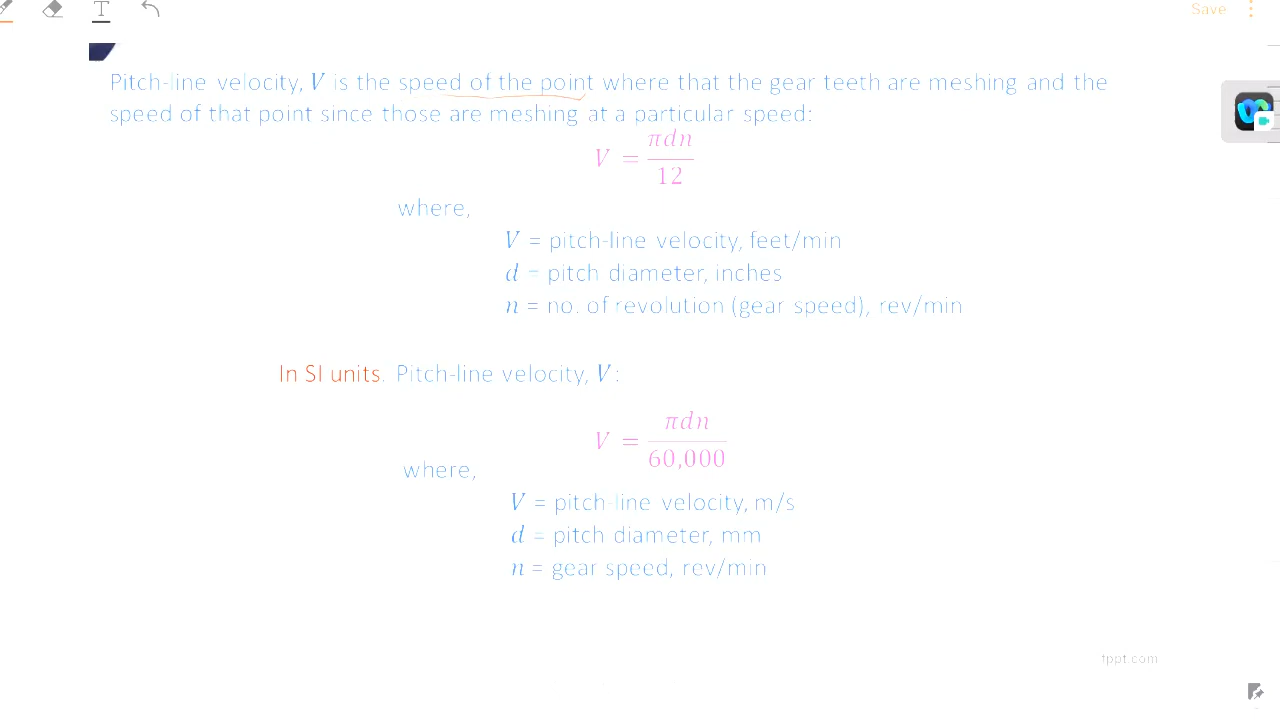 T
Save
Pitch-line velocity, V is the speed of the point where that the gear teeth are meshing and the
speed of that point since those are meshing at a particular speed:
V = πdn / 12
where,
V = pitch-line velocity, feet/min
d = pitch diameter, inches
n = no. of revolution (gear speed), rev/min
In SI units. Pitch-line velocity, V:
V = πdn / 60,000
where,
V = pitch-line velocity, m/s
d = pitch diameter, mm
n = gear speed, rev/min
fppt.com